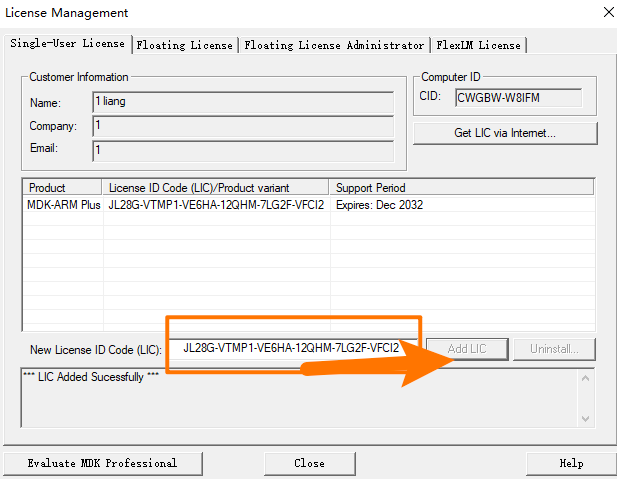 License Management
Single-User License Floating License Floating License Administrator FlexLM License
Customer Information
Name: 1 liang
Company: 1
Email: 1
Computer ID
CID: CWGBW-W8IFM
Get LIC via Internet...
Product License ID Code (LIC)/Product variant Support Period
MDK-ARM Plus JL28G-VTMP1-VE6HA-12QHM-7LG2F-VFCI2 Expires: Dec 2032
New License ID Code (LIC): JL28G-VTMP1-VE6HA-12QHM-7LG2F-VFCI2 Add LIC Uninstall...
*** LIC Added Sucessfully ***
Evaluate MDK Professional Close Help